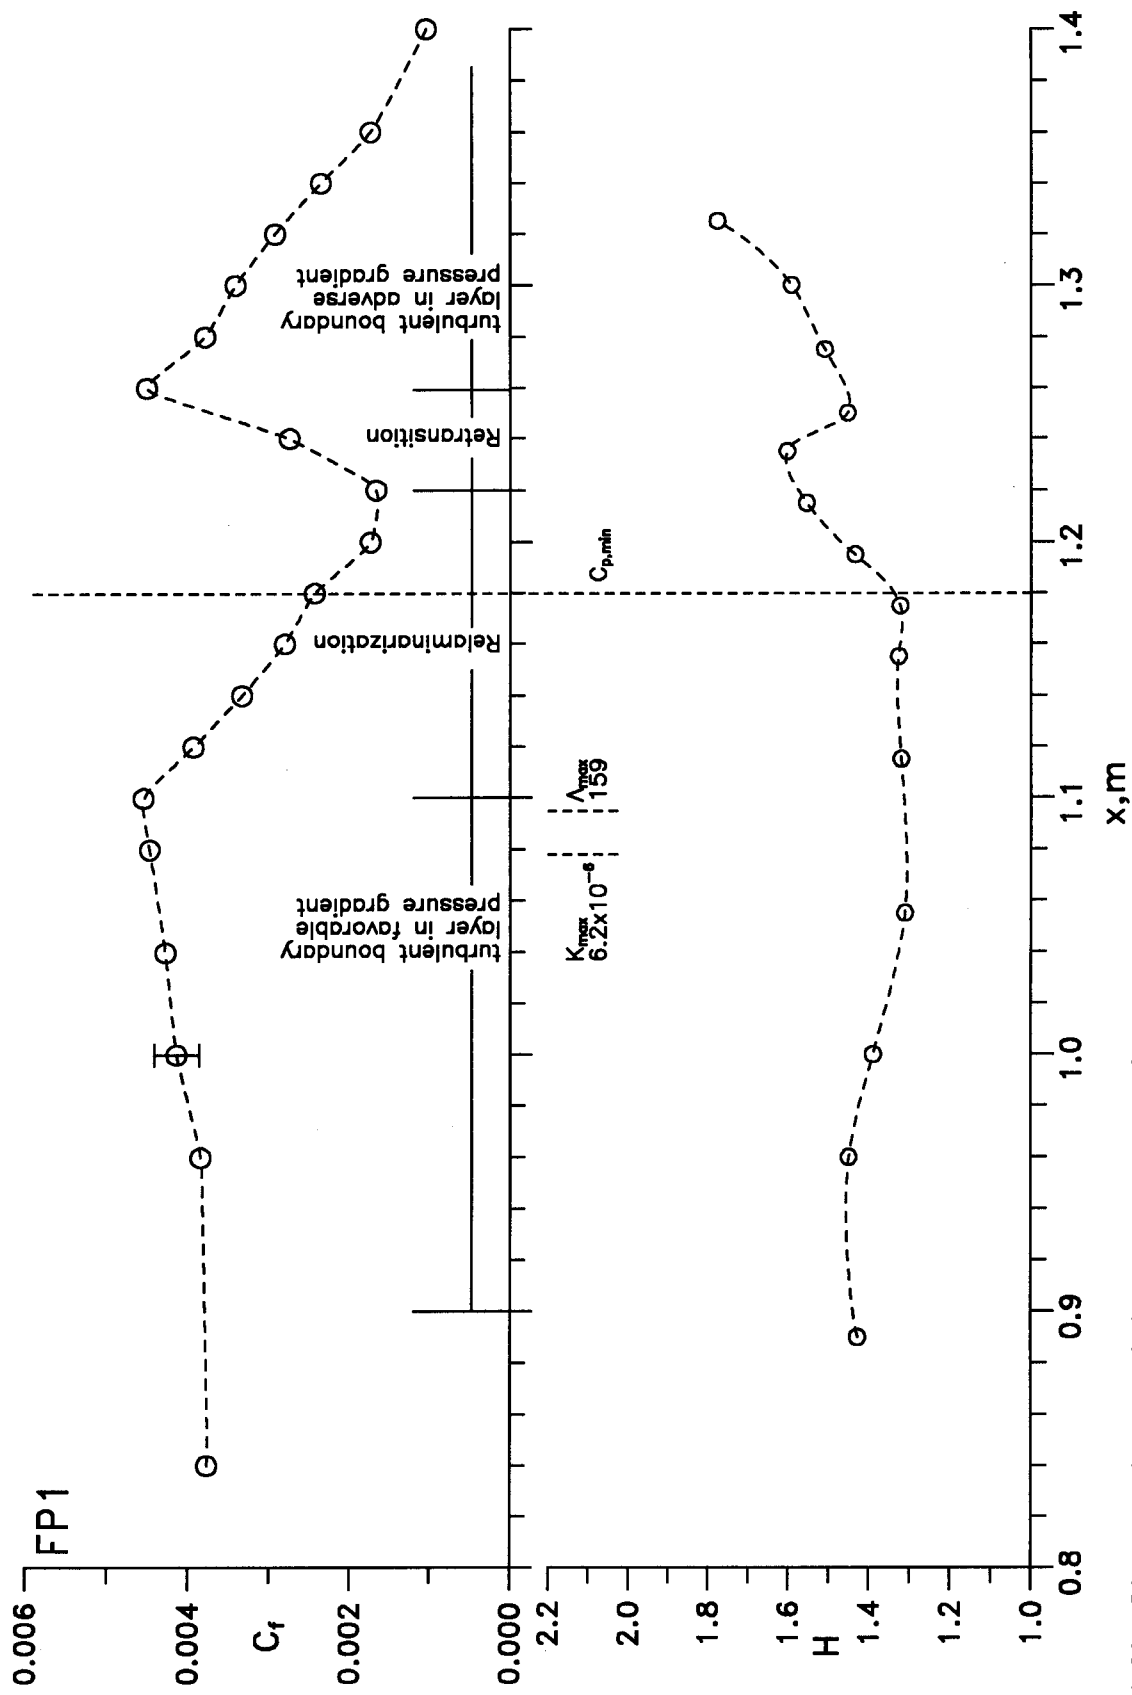 FP1
0.006
0.004
0.002
0.000
C_f
turbulent boundary
layer in favorable
pressure gradient
Relaminarization
Retransition
turbulent boundary
layer in adverse
pressure gradient
K_max
6.2x10⁻⁶
Λ_max
159
C_p,min
2.2
2.0
1.8
1.6
1.4
1.2
1.0
H
0.8
0.9
1.0
1.1
1.2
1.3
1.4
x,m